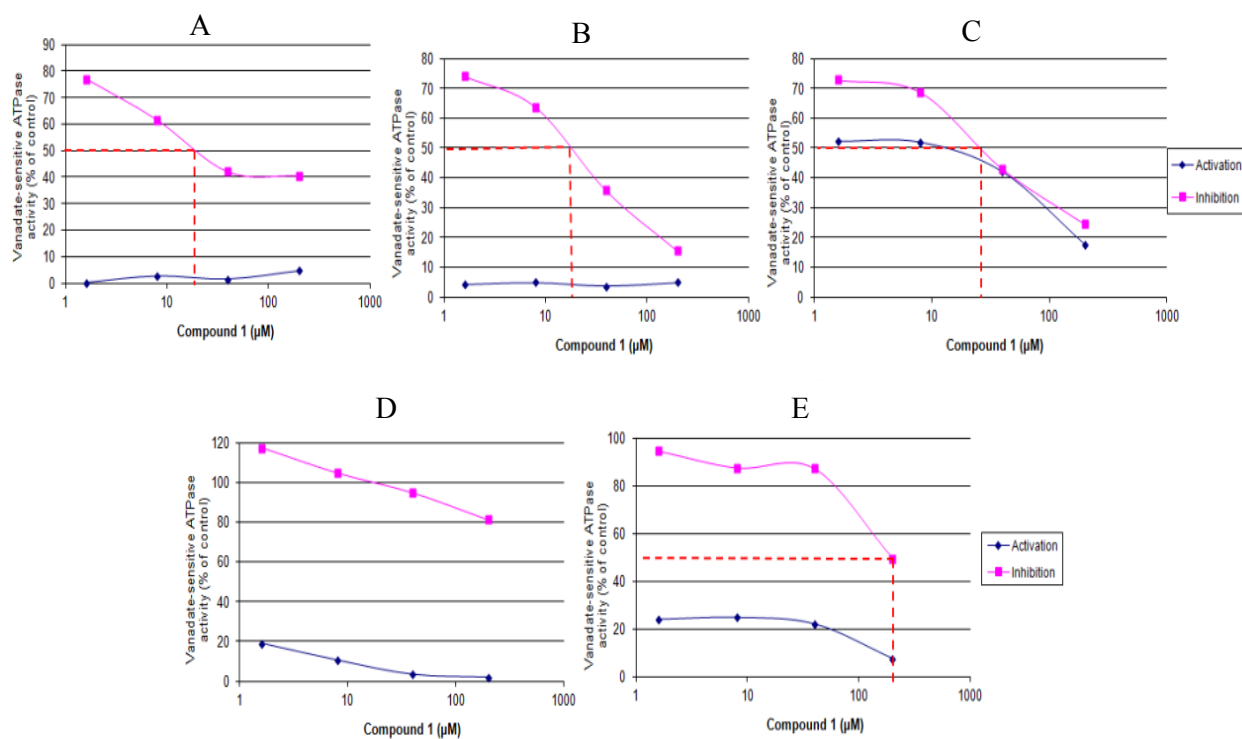 A
B
C
Vanadate-sensitive ATPase
activity (% of control)
90
80
70
60
50
40
30
20
10
0
1
10
100
1000
Compound 1 (µM)
Vanadate-sensitive ATPase
activity (% of control)
80
70
60
50
40
30
20
10
0
1
10
100
1000
Compound 1 (µM)
Vanadate-sensitive ATPase
activity (% of control)
80
70
60
50
40
30
20
10
0
1
10
100
1000
Compound 1 (µM)
Activation
Inhibition
D
E
Vanadate-sensitive ATPase
activity (% of control)
120
100
80
60
40
20
0
1
10
100
1000
Compound 1 (µM)
Vanadate-sensitive ATPase
activity (% of control)
100
80
60
40
20
0
1
10
100
1000
Compound 1 (µM)
Activation
Inhibition